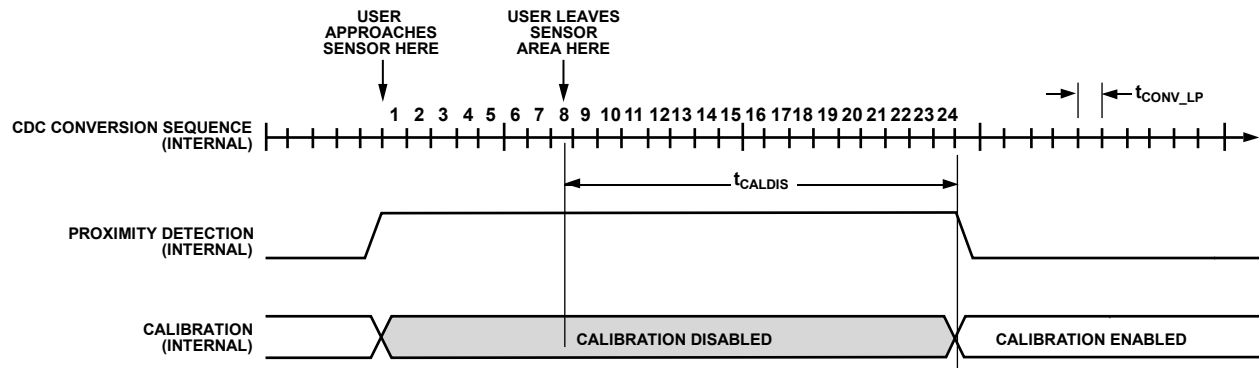 USER
APPROACHES
SENSOR HERE
USER LEAVES
SENSOR
AREA HERE
tCONV_LP
CDC CONVERSION SEQUENCE
(INTERNAL)
1 2 3 4 5 6 7 8 9 10 11 12 13 14 15 16 17 18 19 20 21 22 23 24
tCALDIS
PROXIMITY DETECTION
(INTERNAL)
CALIBRATION
(INTERNAL)
CALIBRATION DISABLED
CALIBRATION ENABLED